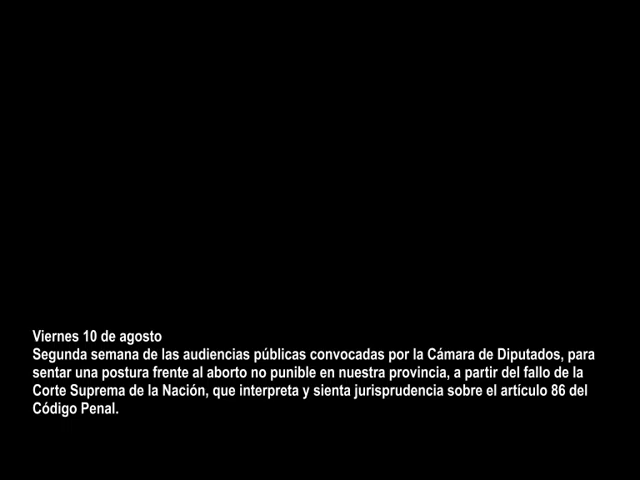 Viernes 10 de agosto
Segunda semana de las audiencias públicas convocadas por la Cámara de Diputados, para
sentar una postura frente al aborto no punible en nuestra provincia, a partir del fallo de la
Corte Suprema de la Nación, que interpreta y sienta jurisprudencia sobre el artículo 86 del
Código Penal.